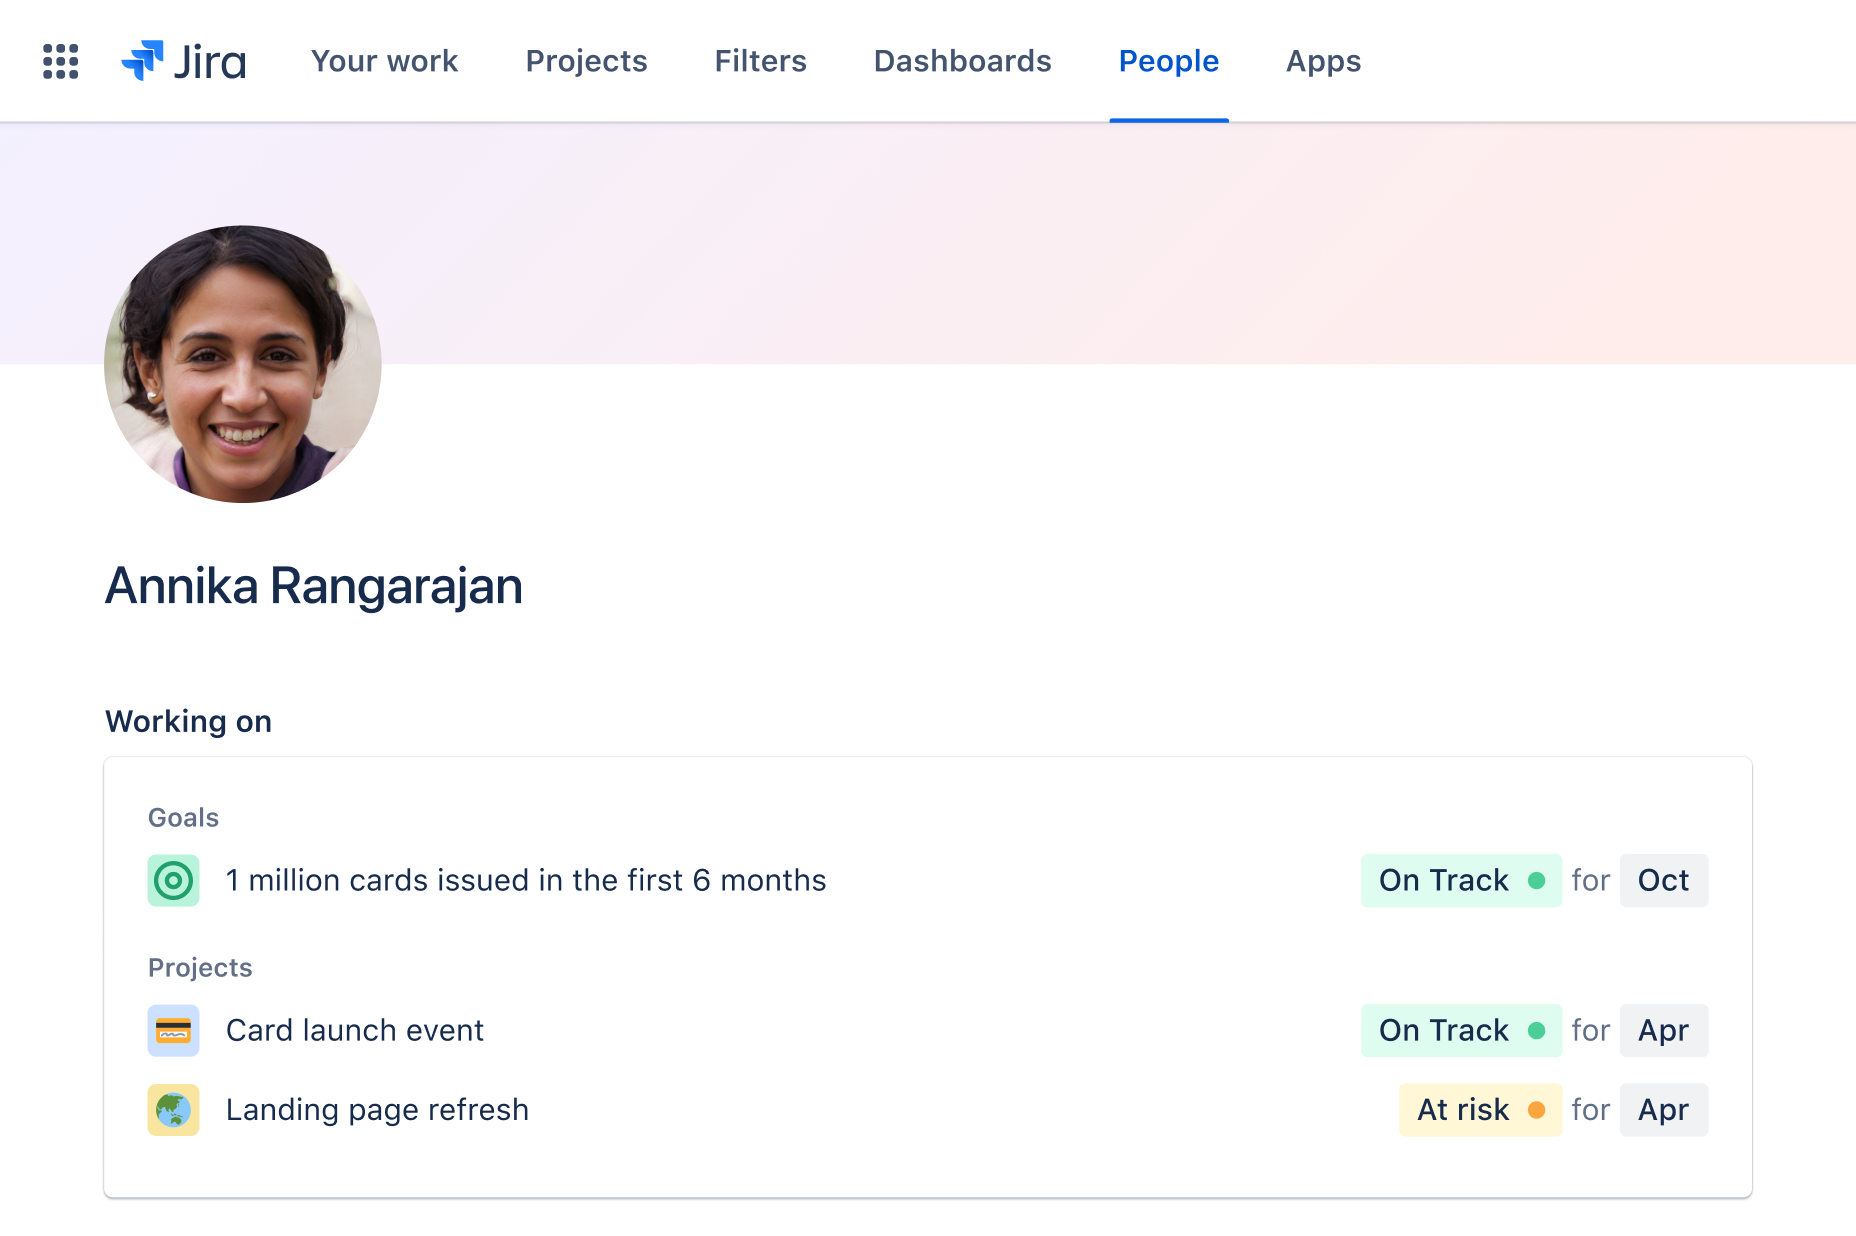 Jira Your work Projects Filters Dashboards People Apps
Annika Rangarajan
Working on
Goals
1 million cards issued in the first 6 months On Track for Oct
Projects
Card launch event On Track for Apr
Landing page refresh At risk for Apr